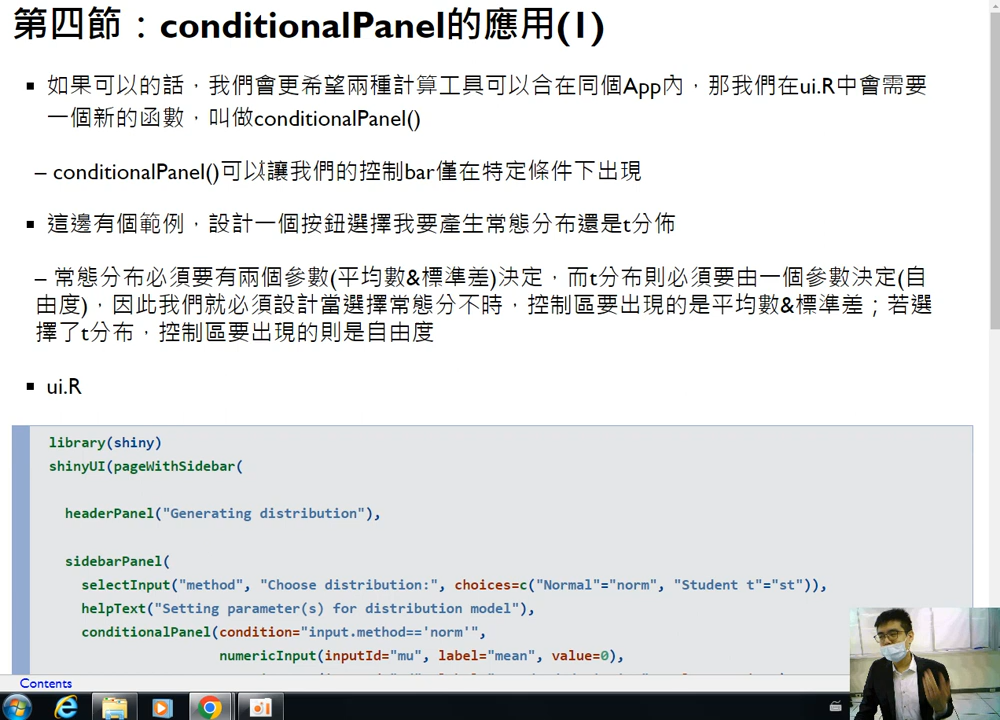 第四節：conditionalPanel的應用(1)
▪ 如果可以的話，我們會更希望兩種計算工具可以合在同個App內，那我們在ui.R中會需要
一個新的函數，叫做conditionalPanel()
– conditionalPanel()可以讓我們的控制bar僅在特定條件下出現
▪ 這邊有個範例，設計一個按鈕選擇我要產生常態分布還是t分佈
– 常態分布必須要有兩個參數(平均數&標準差)決定，而t分布則必須要由一個參數決定(自
由度)，因此我們就必須設計當選擇常態分不時，控制區要出現的是平均數&標準差；若選
擇了t分布，控制區要出現的則是自由度
▪ ui.R
library(shiny)
shinyUI(pageWithSidebar(
headerPanel("Generating distribution"),
sidebarPanel(
selectInput("method", "Choose distribution:", choices=c("Normal"="norm", "Student t"="st")),
helpText("Setting parameter(s) for distribution model"),
conditionalPanel(condition="input.method=='norm'",
numericInput(inputId="mu", label="mean", value=0),
Contents